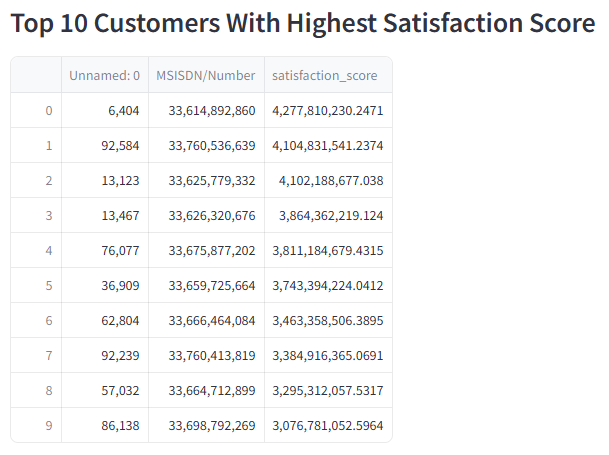 Top 10 Customers With Highest Satisfaction Score
Unnamed: 0 MSISDN/Number satisfaction_score
0 6,404 33,614,892,860 4,277,810,230.2471
1 92,584 33,760,536,639 4,104,831,541.2374
2 13,123 33,625,779,332 4,102,188,677.038
3 13,467 33,626,320,676 3,864,362,219.124
4 76,077 33,675,877,202 3,811,184,679.4315
5 36,909 33,659,725,664 3,743,394,224.0412
6 62,804 33,666,464,084 3,463,358,506.3895
7 92,239 33,760,413,819 3,384,916,365.0691
8 57,032 33,664,712,899 3,295,312,057.5317
9 86,138 33,698,792,269 3,076,781,052.5964